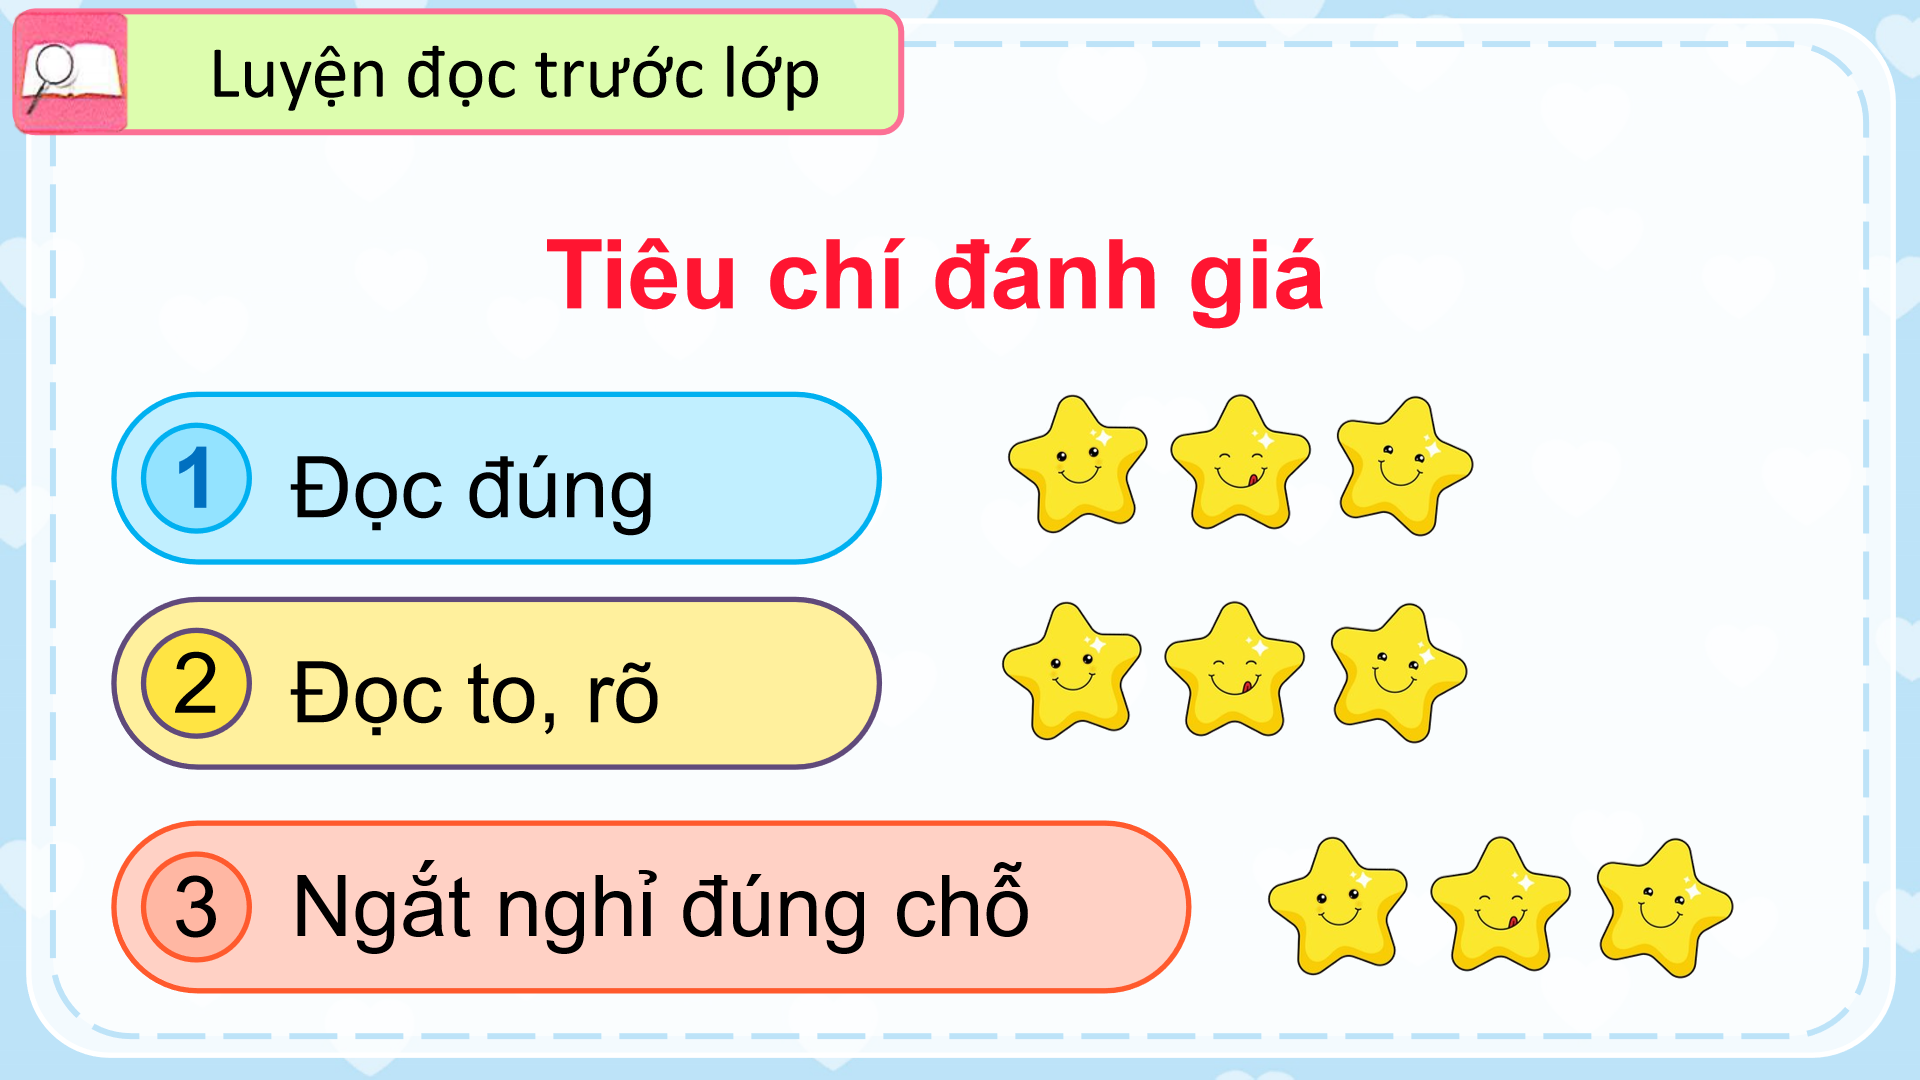 Luyện đọc trước lớp
Tiêu chí đánh giá
1 Đọc đúng
2 Đọc to, rõ
3 Ngắt nghỉ đúng chỗ